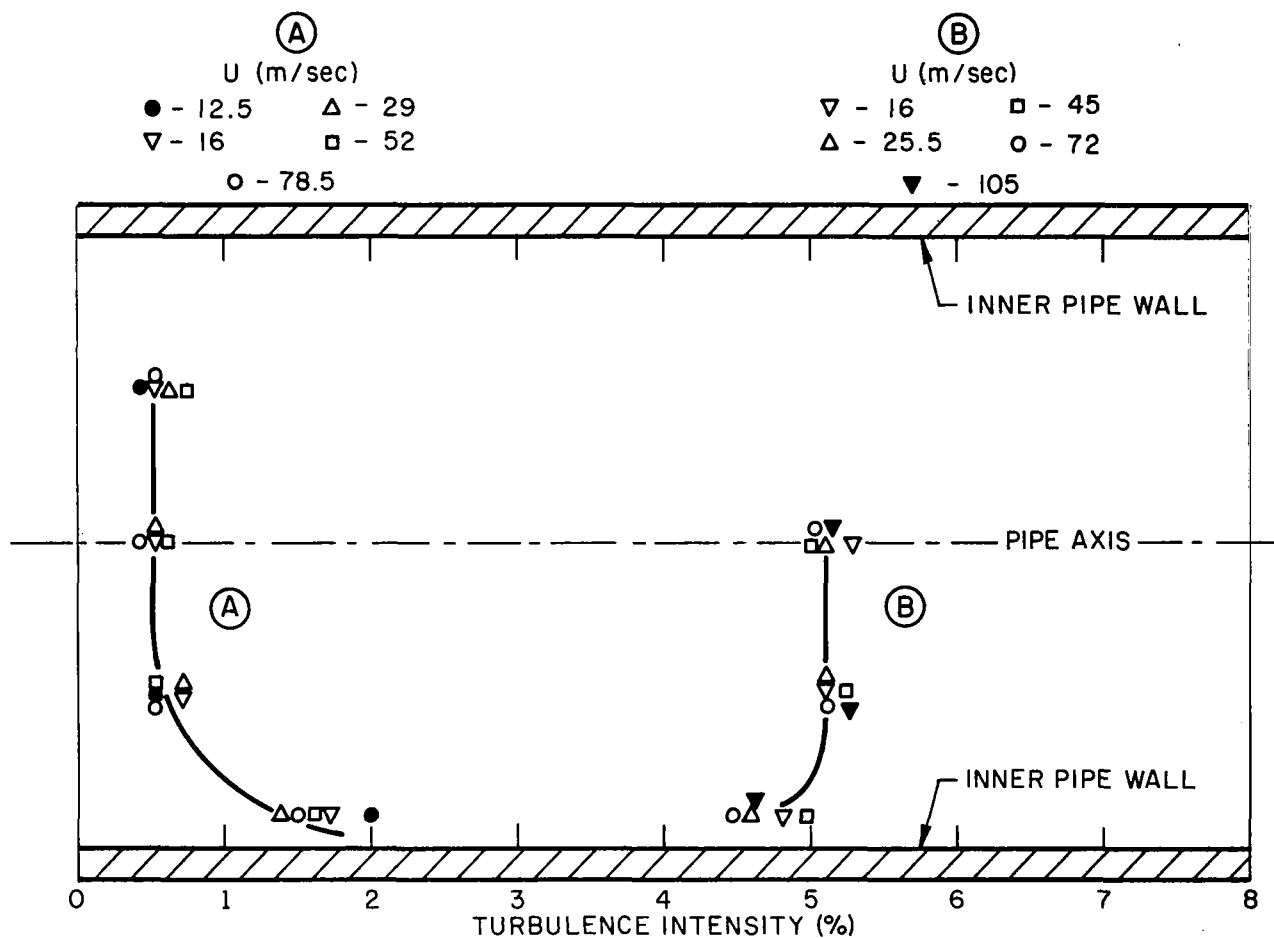 A B
U (m/sec) U (m/sec)
● - 12.5 △ - 29 ▽ - 16 □ - 45
▽ - 16 □ - 52 △ - 25.5 ○ - 72
○ - 78.5 ▼ - 105
INNER PIPE WALL
PIPE AXIS
A B
INNER PIPE WALL
0 1 2 3 4 5 6 7 8
TURBULENCE INTENSITY (%)